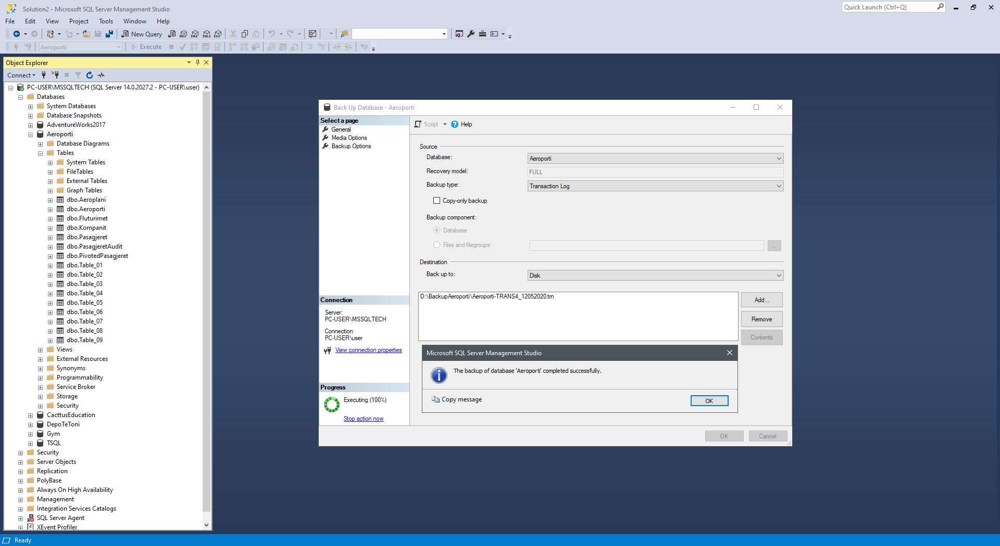 Solution2 - Microsoft SQL Server Management Studio
Quick Launch (Ctrl+Q)
File Edit View Project Tools Window Help
New Query MDX DMX XMLA DAX
Aeroporti Execute
Object Explorer
Connect
PC-USER\MSSQLTECH (SQL Server 14.0.2027.2 - PC-USER\user)
Databases
System Databases
Database Snapshots
AdventureWorks2017
Aeroporti
Database Diagrams
Tables
System Tables
FileTables
External Tables
Graph Tables
dbo.Aeroplani
dbo.Aeroporti
dbo.Fluturimet
dbo.Kompanit
dbo.Pasagjeret
dbo.PasagjeretAudit
dbo.PivotedPasagjeret
dbo.Table_01
dbo.Table_02
dbo.Table_03
dbo.Table_04
dbo.Table_05
dbo.Table_06
dbo.Table_07
dbo.Table_08
dbo.Table_09
Views
External Resources
Synonyms
Programmability
Service Broker
Storage
Security
CacttusEducation
DepoTeToni
Gym
TSQL
Security
Server Objects
Replication
PolyBase
Always On High Availability
Management
Integration Services Catalogs
SQL Server Agent
XEvent Profiler
Back Up Database - Aeroporti
Select a page
General
Media Options
Backup Options
Connection
Server:
PC-USER\MSSQLTECH
Connection:
PC-USER\user
View connection properties
Progress
Executing (100%)
Stop action now
Script Help
Source
Database: Aeroporti
Recovery model: FULL
Backup type: Transaction Log
Copy-only backup
Backup component:
Database
Files and filegroups: ...
Destination
Back up to: Disk
D:\BackupAeroporti\Aeroporti-TRANS4_12052020.trn
Add...
Remove
Contents
Microsoft SQL Server Management Studio
The backup of database 'Aeroporti' completed successfully.
Copy message
OK
OK Cancel
Ready